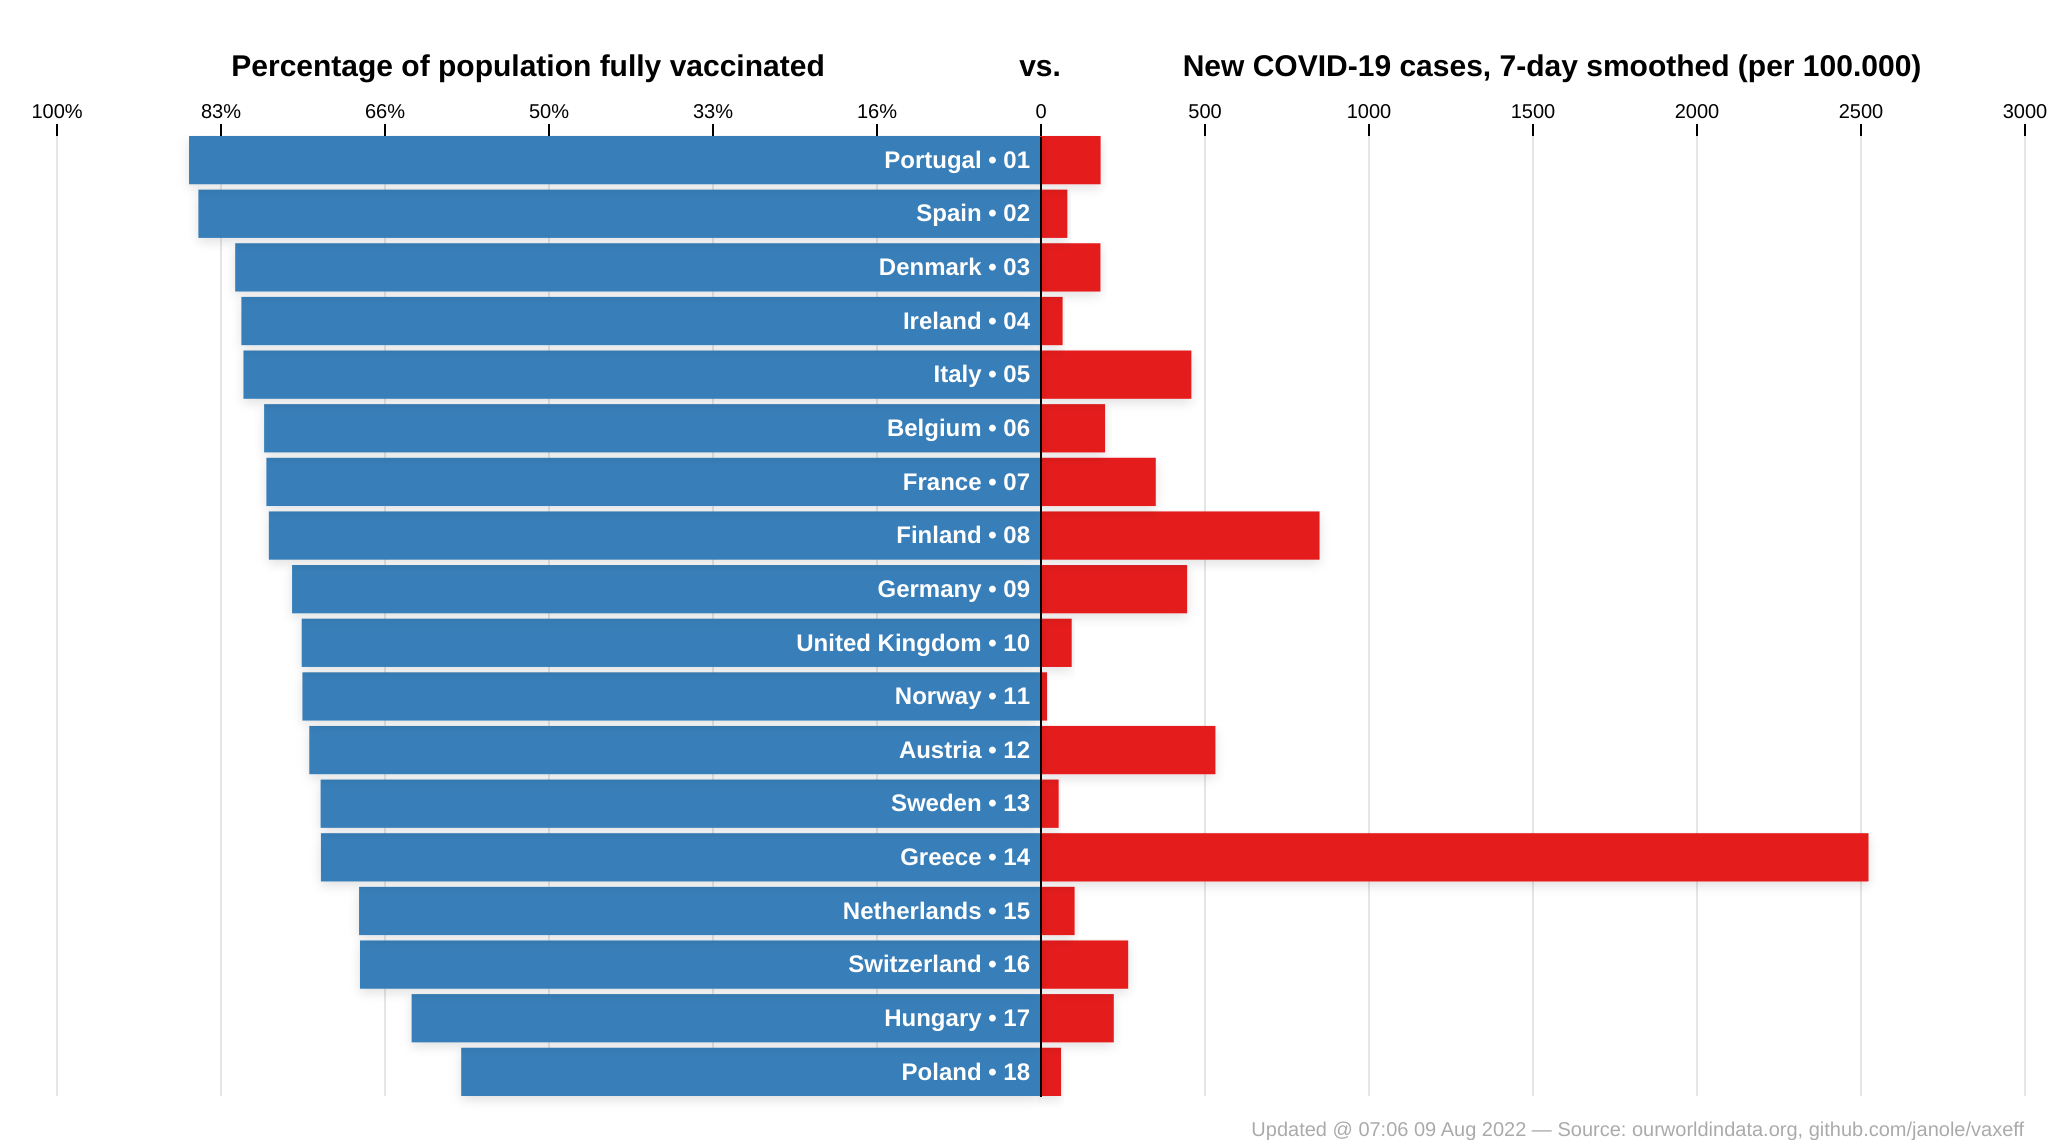 Percentage of population fully vaccinated vs. New COVID-19 cases, 7-day smoothed (per 100.000)
100% 83% 66% 50% 33% 16% 0 500 1000 1500 2000 2500 3000
Portugal • 01
Spain • 02
Denmark • 03
Ireland • 04
Italy • 05
Belgium • 06
France • 07
Finland • 08
Germany • 09
United Kingdom • 10
Norway • 11
Austria • 12
Sweden • 13
Greece • 14
Netherlands • 15
Switzerland • 16
Hungary • 17
Poland • 18
Updated @ 07:06 09 Aug 2022 — Source: ourworldindata.org, github.com/janole/vaxeff